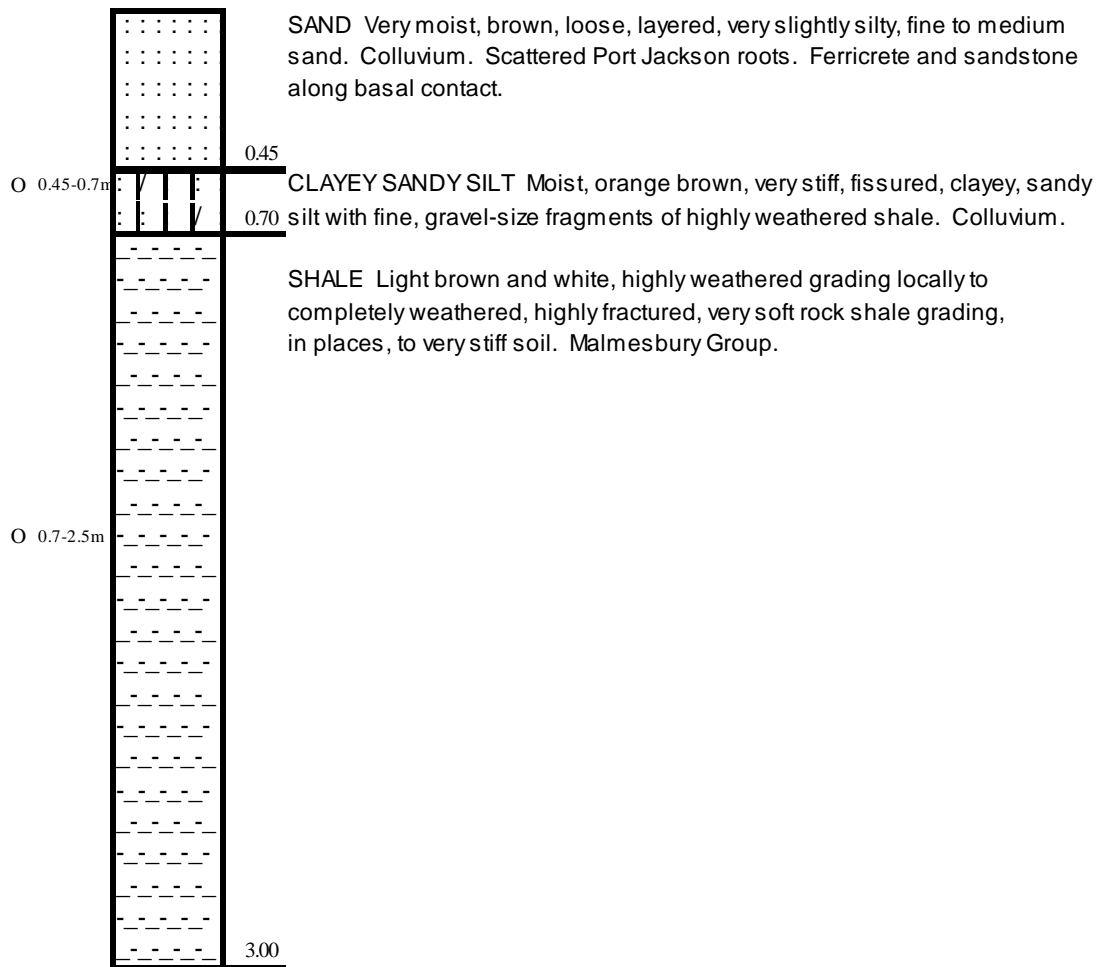 SAND Very moist, brown, loose, layered, very slightly silty, fine to medium
sand. Colluvium. Scattered Port Jackson roots. Ferricrete and sandstone
along basal contact.
0.45
O 0.45-0.7m
CLAYEY SANDY SILT Moist, orange brown, very stiff, fissured, clayey, sandy
0.70
silt with fine, gravel-size fragments of highly weathered shale. Colluvium.
SHALE Light brown and white, highly weathered grading locally to
completely weathered, highly fractured, very soft rock shale grading,
in places, to very stiff soil. Malmesbury Group.
O 0.7-2.5m
3.00